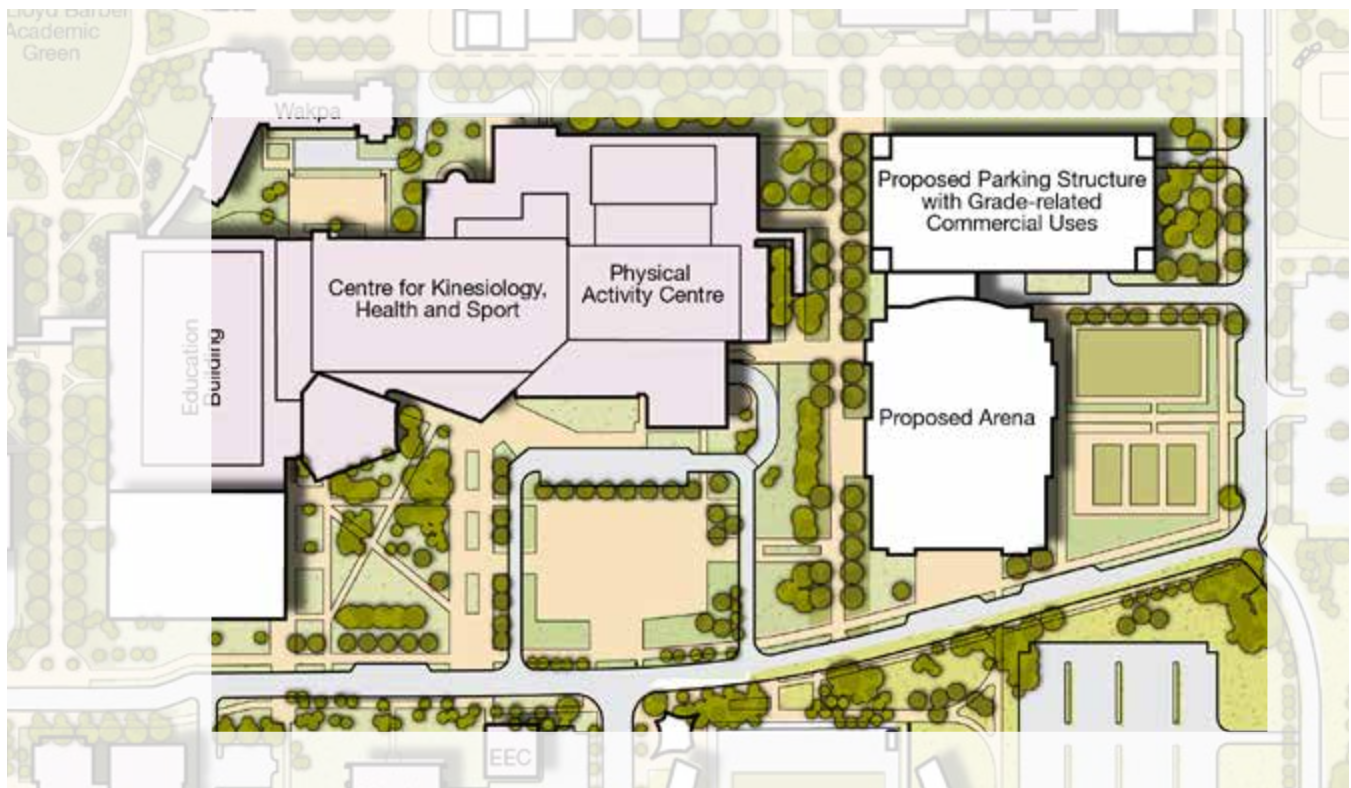 Lloyd Barber
Academic
Green
Wakpa
Proposed Parking Structure
with Grade-related
Commercial Uses
Centre for Kinesiology,
Health and Sport
Physical
Activity Centre
Education
Building
Proposed Arena
EEC